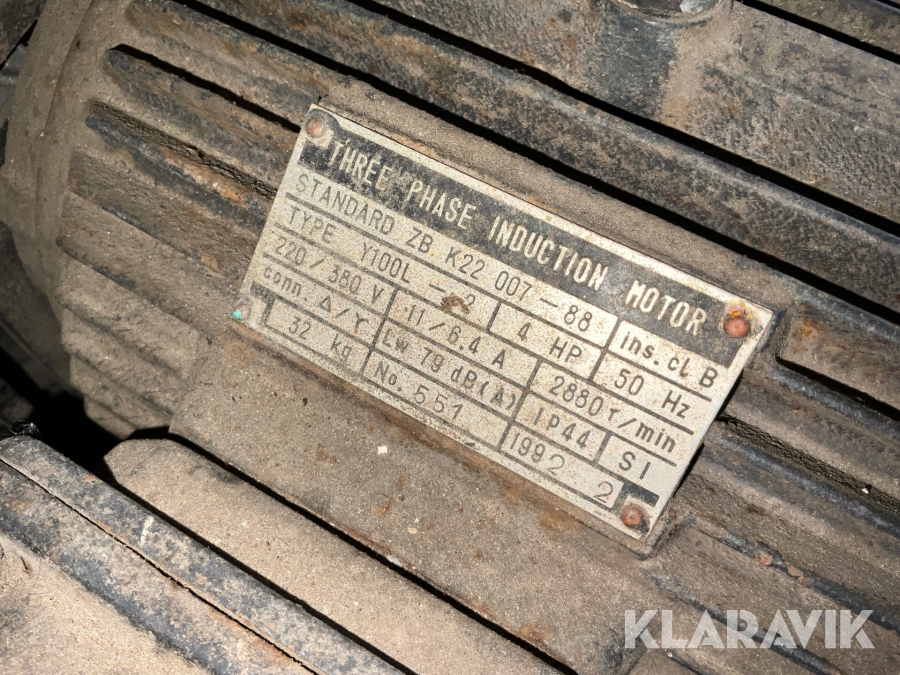 THREE PHASE INDUCTION MOTOR
STANDARD ZB K22 007-88 ins. cl. B
TYPE Y100L-2 4 HP 50 Hz
220/380 V 11/6.4 A 2880 r/min
conn. Δ/Y Lw 79 dB(A) IP44 S1
32 kg No. 551 1992 2
KLARAVIK